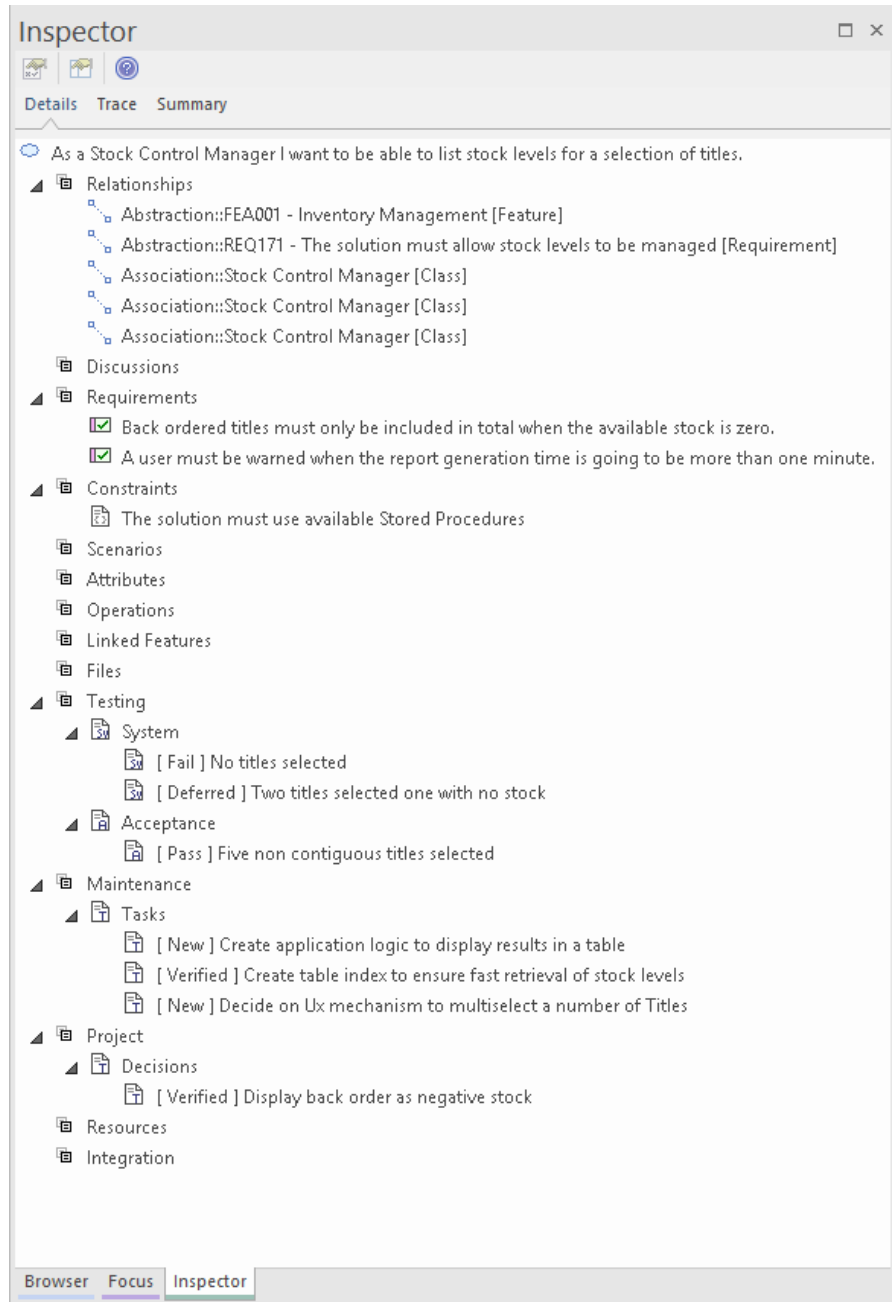 Inspector
Details Trace Summary
As a Stock Control Manager I want to be able to list stock levels for a selection of titles.
Relationships
Abstraction::FEA001 - Inventory Management [Feature]
Abstraction::REQ171 - The solution must allow stock levels to be managed [Requirement]
Association::Stock Control Manager [Class]
Association::Stock Control Manager [Class]
Association::Stock Control Manager [Class]
Discussions
Requirements
Back ordered titles must only be included in total when the available stock is zero.
A user must be warned when the report generation time is going to be more than one minute.
Constraints
The solution must use available Stored Procedures
Scenarios
Attributes
Operations
Linked Features
Files
Testing
System
[ Fail ] No titles selected
[ Deferred ] Two titles selected one with no stock
Acceptance
[ Pass ] Five non contiguous titles selected
Maintenance
Tasks
[ New ] Create application logic to display results in a table
[ Verified ] Create table index to ensure fast retrieval of stock levels
[ New ] Decide on Ux mechanism to multiselect a number of Titles
Project
Decisions
[ Verified ] Display back order as negative stock
Resources
Integration
Browser Focus Inspector